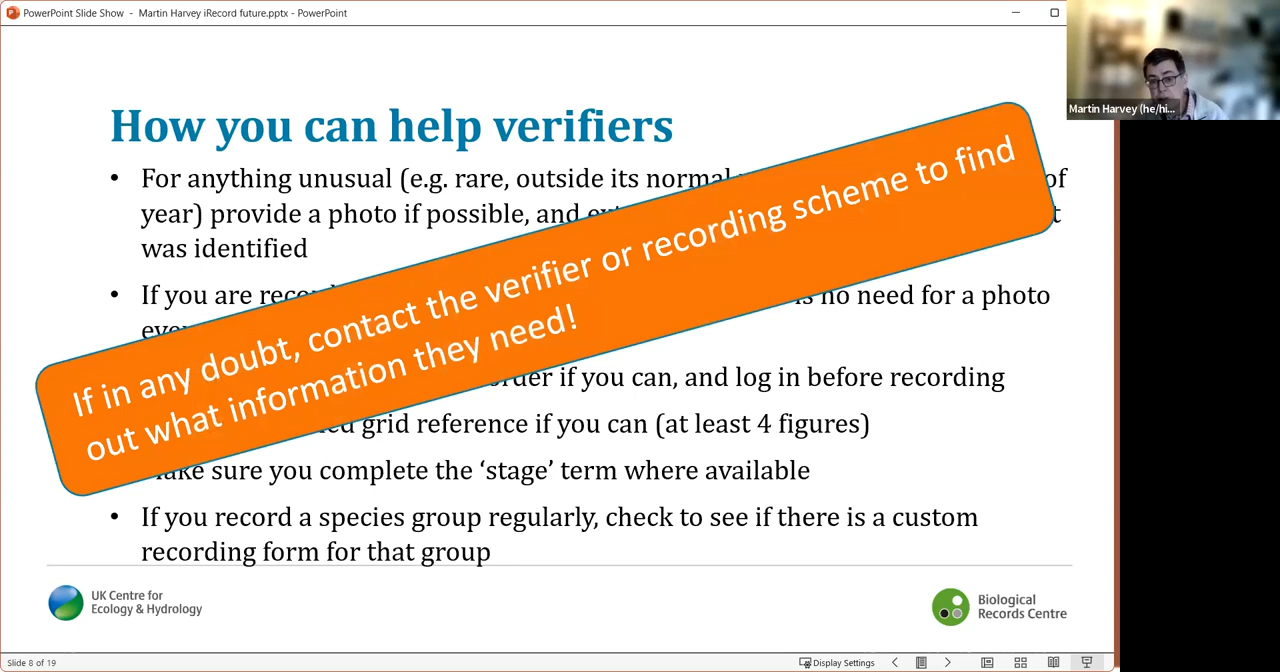 PowerPoint Slide Show - Martin Harvey iRecord future.pptx - PowerPoint
Martin Harvey (he/hi...
How you can help verifiers
• For anything unusual (e.g. rare, outside its normal of
year) provide a photo if possible, and
was identified
• If you are no need for a photo
If in any doubt, contact the verifier or recording scheme to find
out what information they need!
if you can, and log in before recording
grid reference if you can (at least 4 figures)
sure you complete the ‘stage’ term where available
• If you record a species group regularly, check to see if there is a custom
recording form for that group
UK Centre for
Ecology & Hydrology
Biological
Records Centre
Slide 8 of 19
Display Settings